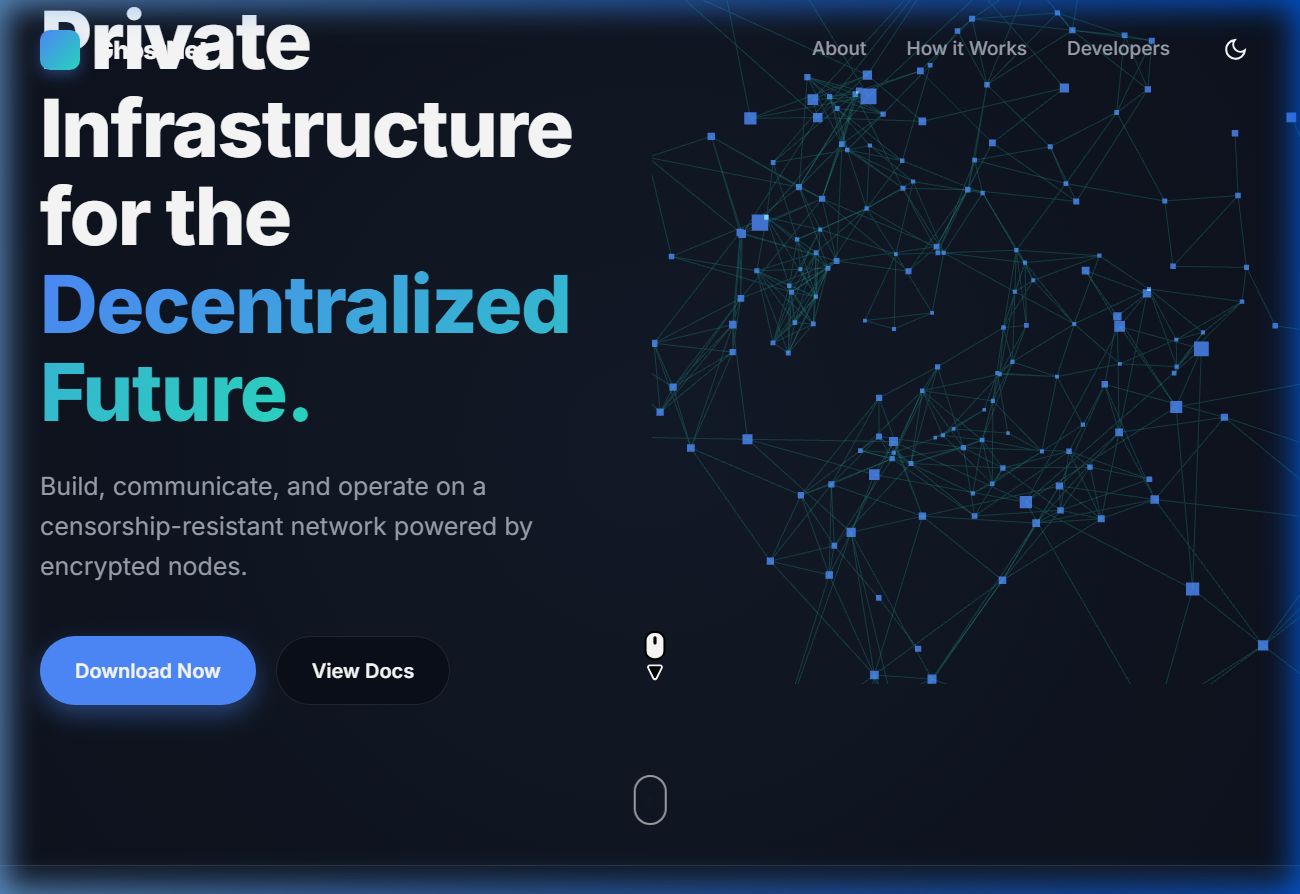 Private
About
How it Works
Developers
Infrastructure
for the
Decentralized
Future.
Build, communicate, and operate on a
censorship-resistant network powered by
encrypted nodes.
Download Now
View Docs